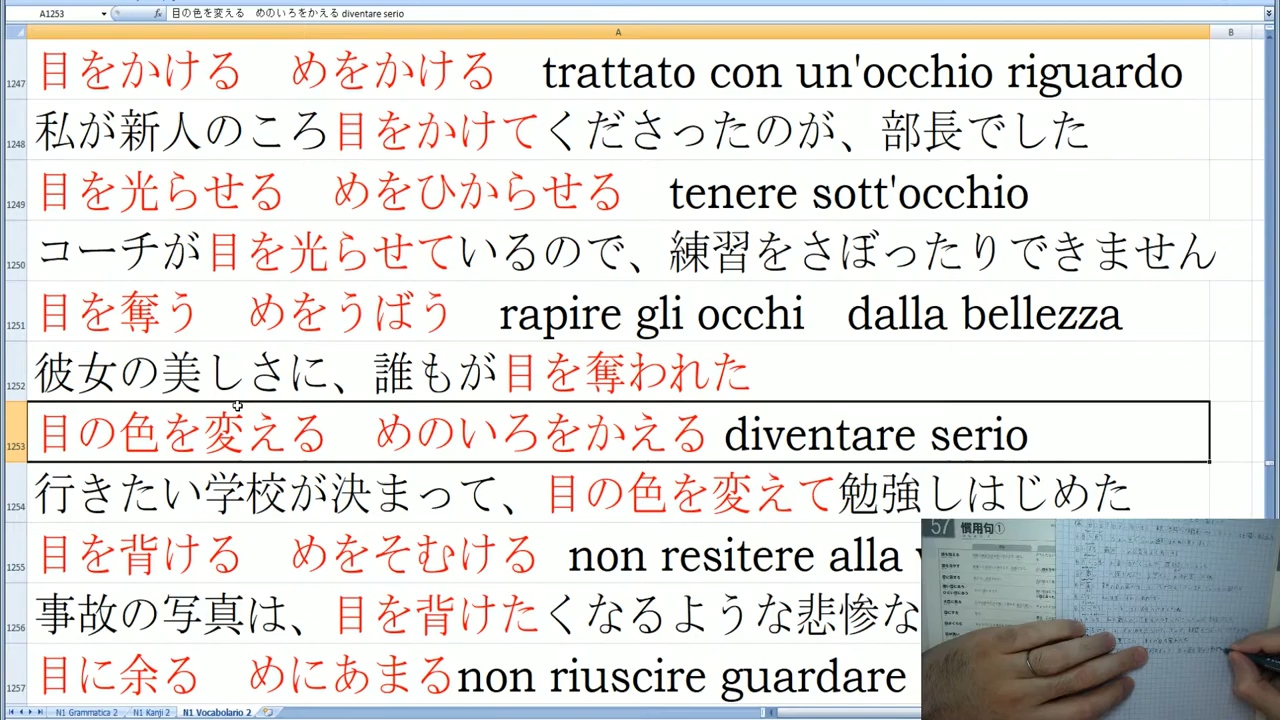 A1253 fx 目の色を変える　めのいろをかえる diventare serio
A B
1247 目をかける　めをかける　trattato con un'occhio riguardo
1248 私が新人のころ目をかけてくださったのが、部長でした
1249 目を光らせる　めをひからせる　tenere sott'occhio
1250 コーチが目を光らせているので、練習をさぼったりできません
1251 目を奪う　めをうばう　rapire gli occhi　dalla bellezza
1252 彼女の美しさに、誰もが目を奪われた
1253 目の色を変える　めのいろをかえる diventare serio
1254 行きたい学校が決まって、目の色を変えて勉強しはじめた
1255 目を背ける　めをそむける　non resitere alla
1256 事故の写真は、目を背けたくなるような悲惨な
1257 目に余る　めにあまる non riuscire guardare
57 慣用句①
N1 Grammatica 2 N1 Kanji 2 N1 Vocabolario 2